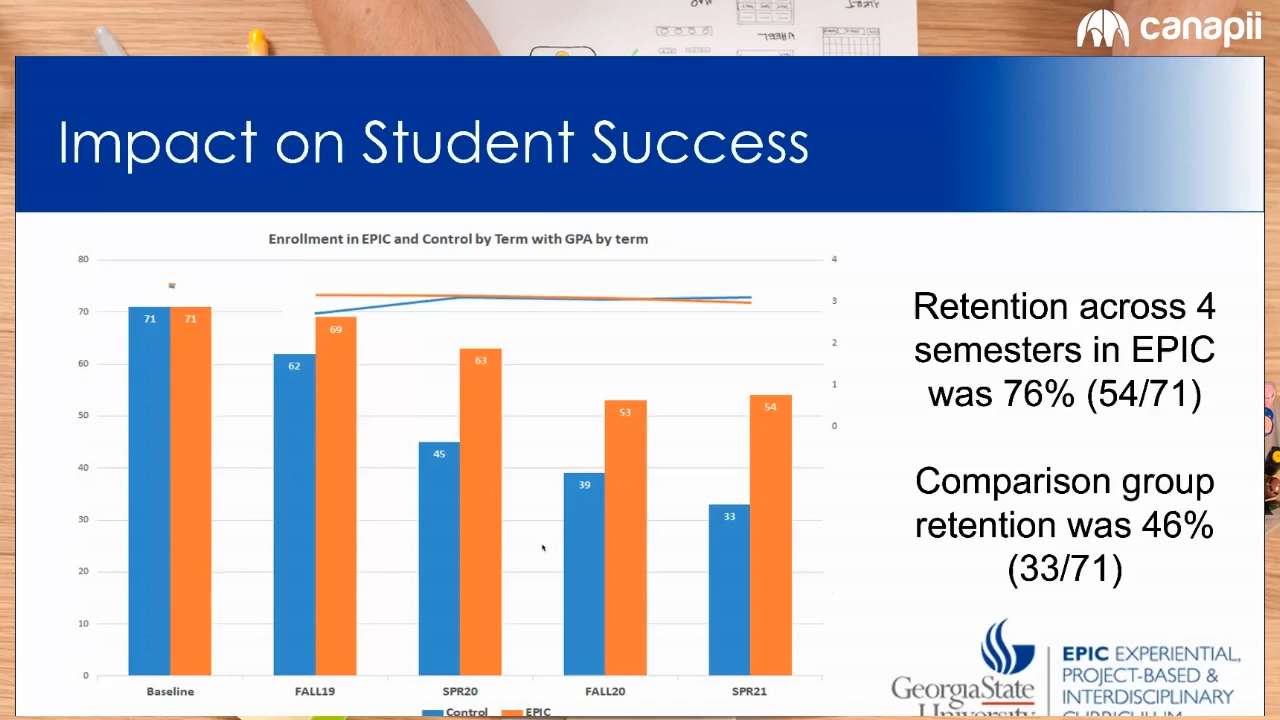 canapii
Impact on Student Success
Enrollment in EPIC and Control by Term with GPA by term
80
70
60
50
40
30
20
10
0
4
3
2
1
0
71
71
62
69
45
63
39
53
33
54
Baseline
FALL19
SPR20
FALL20
SPR21
Control
EPIC
Retention across 4
semesters in EPIC
was 76% (54/71)
Comparison group
retention was 46%
(33/71)
GeorgiaState
University
EPIC EXPERIENTIAL,
PROJECT-BASED &
INTERDISCIPLINARY
CURRICULUM